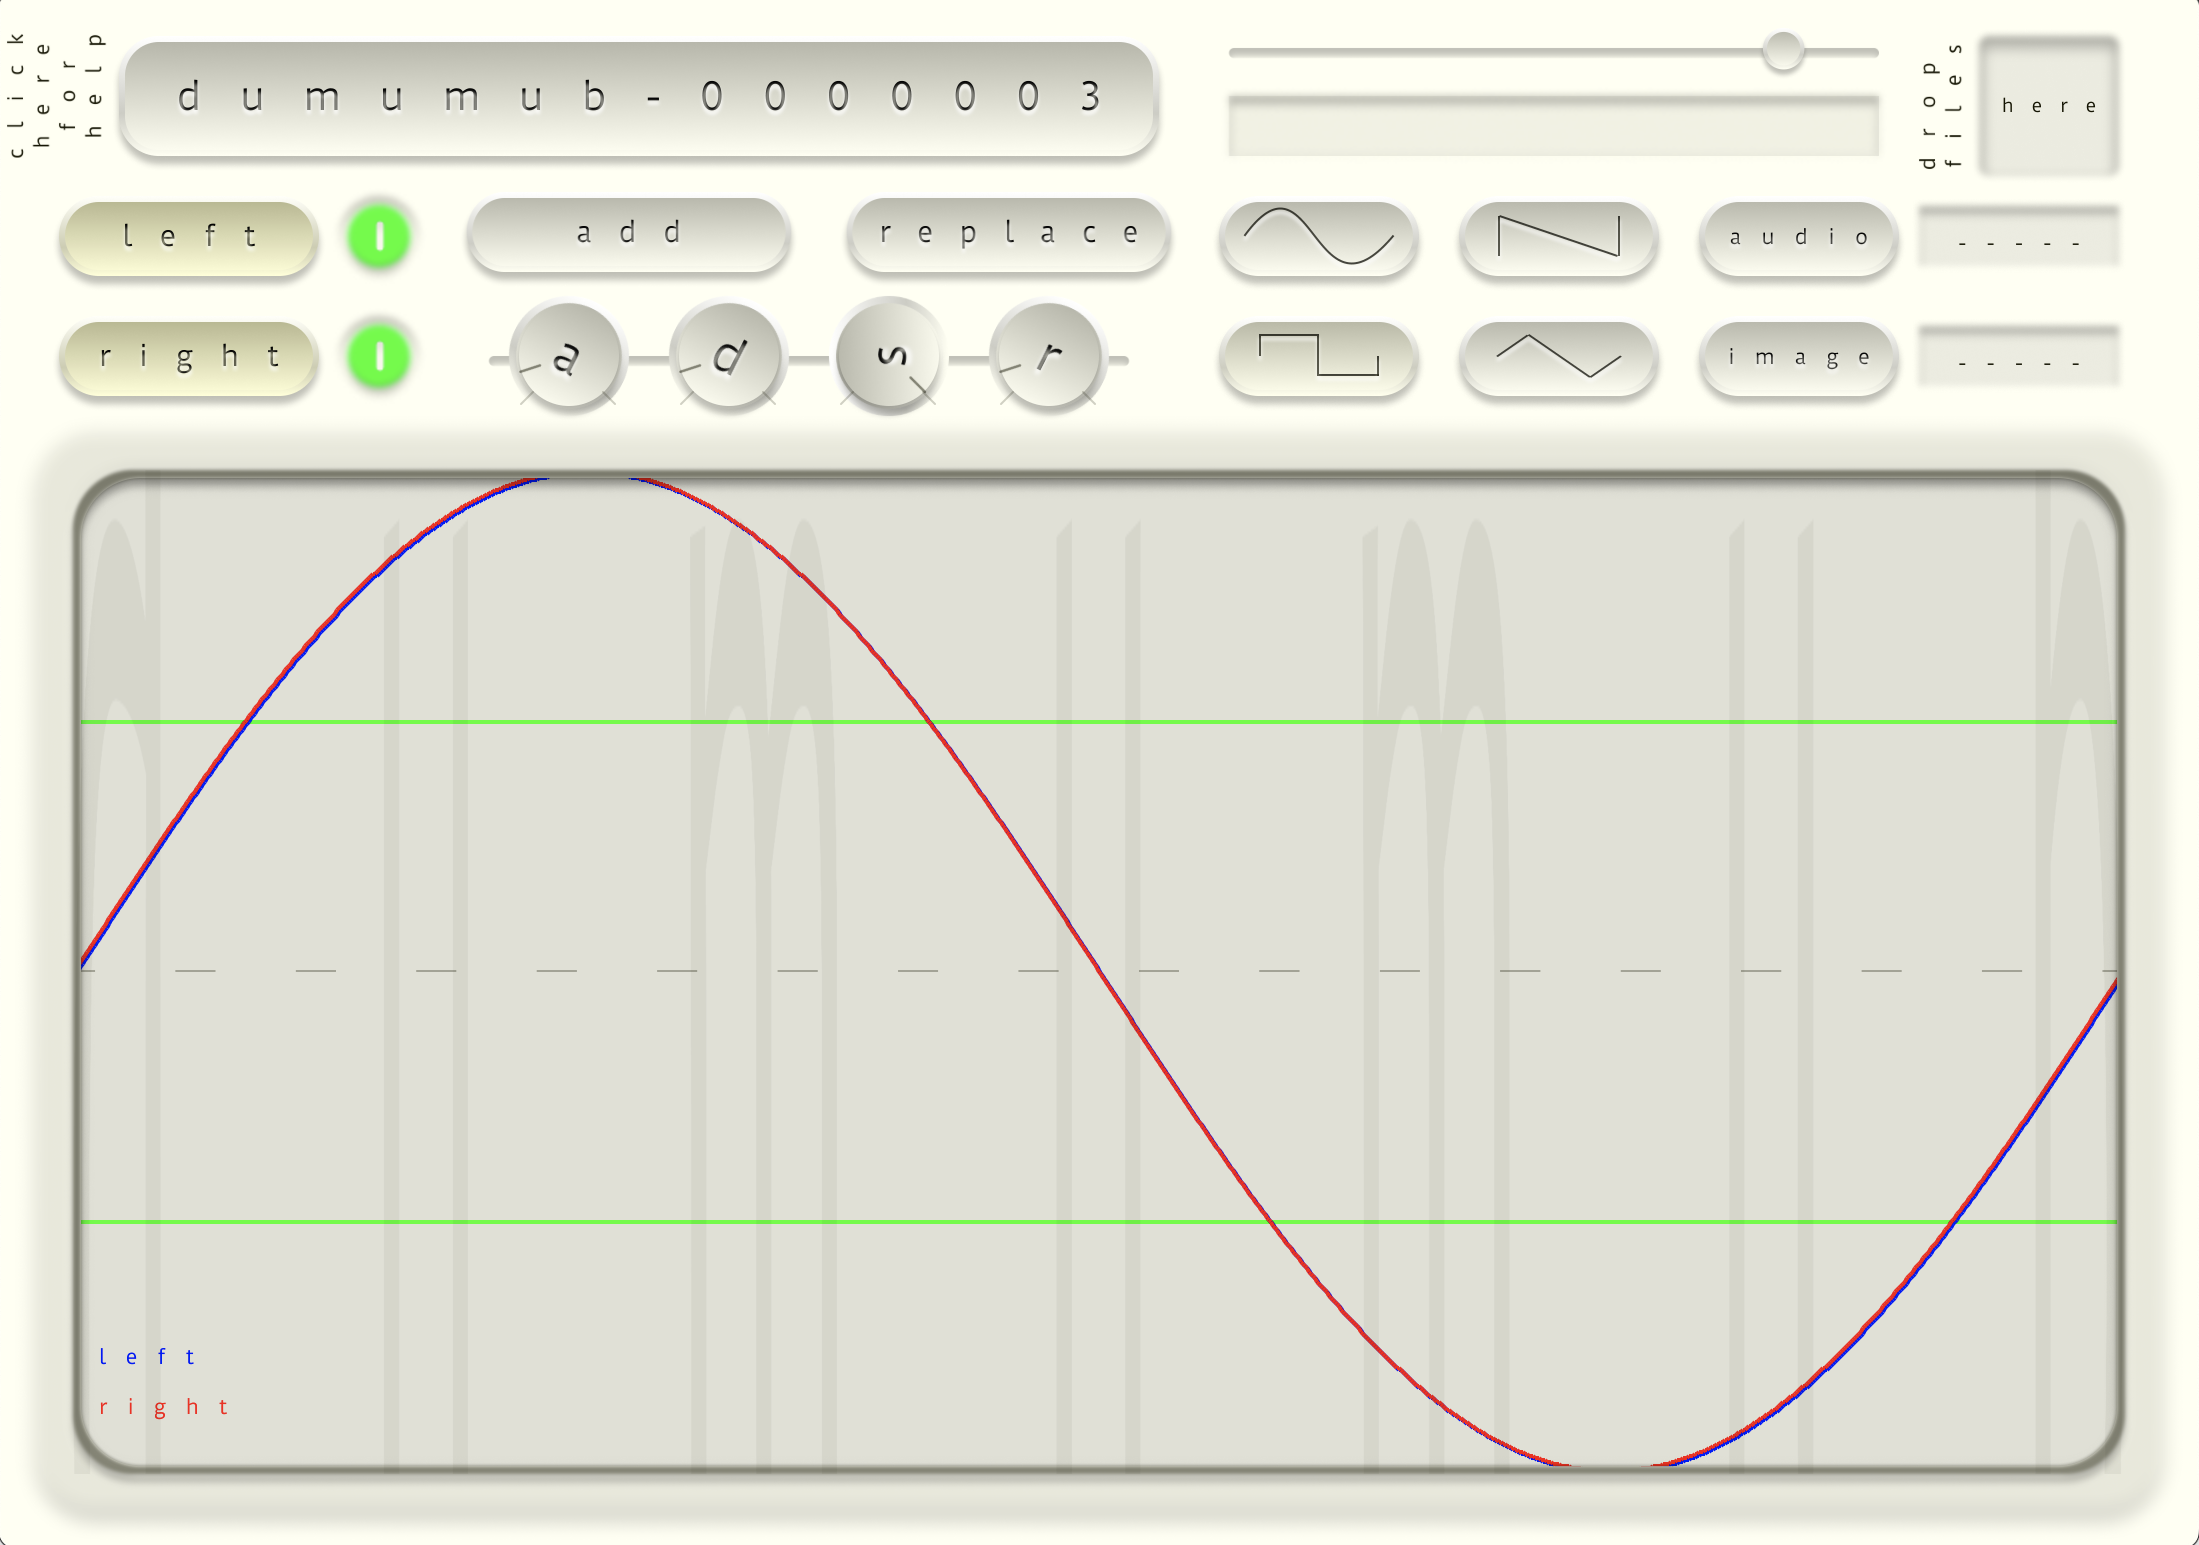 click
here
for
help
dumumub-0000003
drop
files
here
left
add
replace
audio
-----
right
a
d
s
r
image
-----
left
right